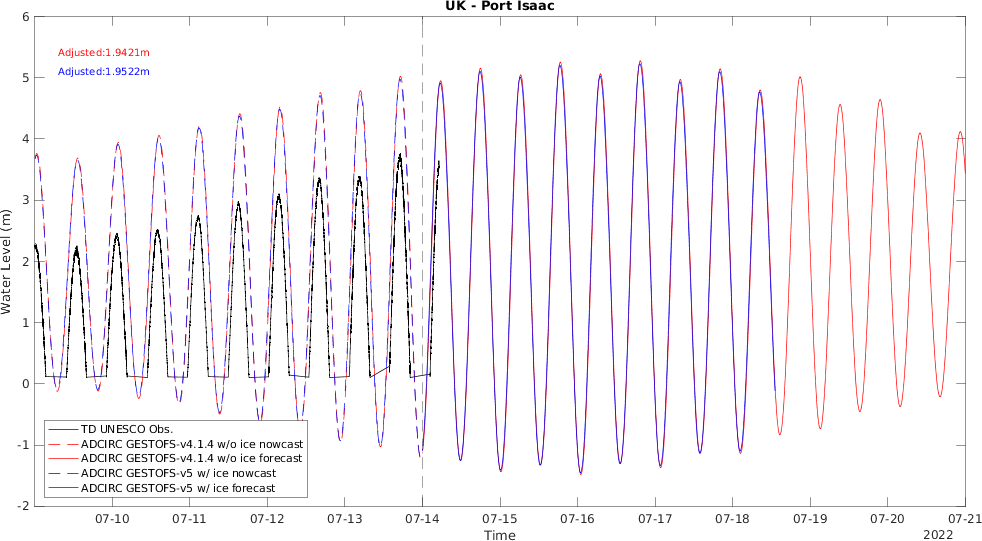 UK - Port Isaac
6
5
4
3
2
1
0
-1
-2
Water Level (m)
Adjusted:1.9421m
Adjusted:1.9522m
TD UNESCO Obs.
ADCIRC GESTOFS-v4.1.4 w/o ice nowcast
ADCIRC GESTOFS-v4.1.4 w/o ice forecast
ADCIRC GESTOFS-v5 w/ ice nowcast
ADCIRC GESTOFS-v5 w/ ice forecast
07-10 07-11 07-12 07-13 07-14 07-15 07-16 07-17 07-18 07-19 07-20 07-21
Time
2022